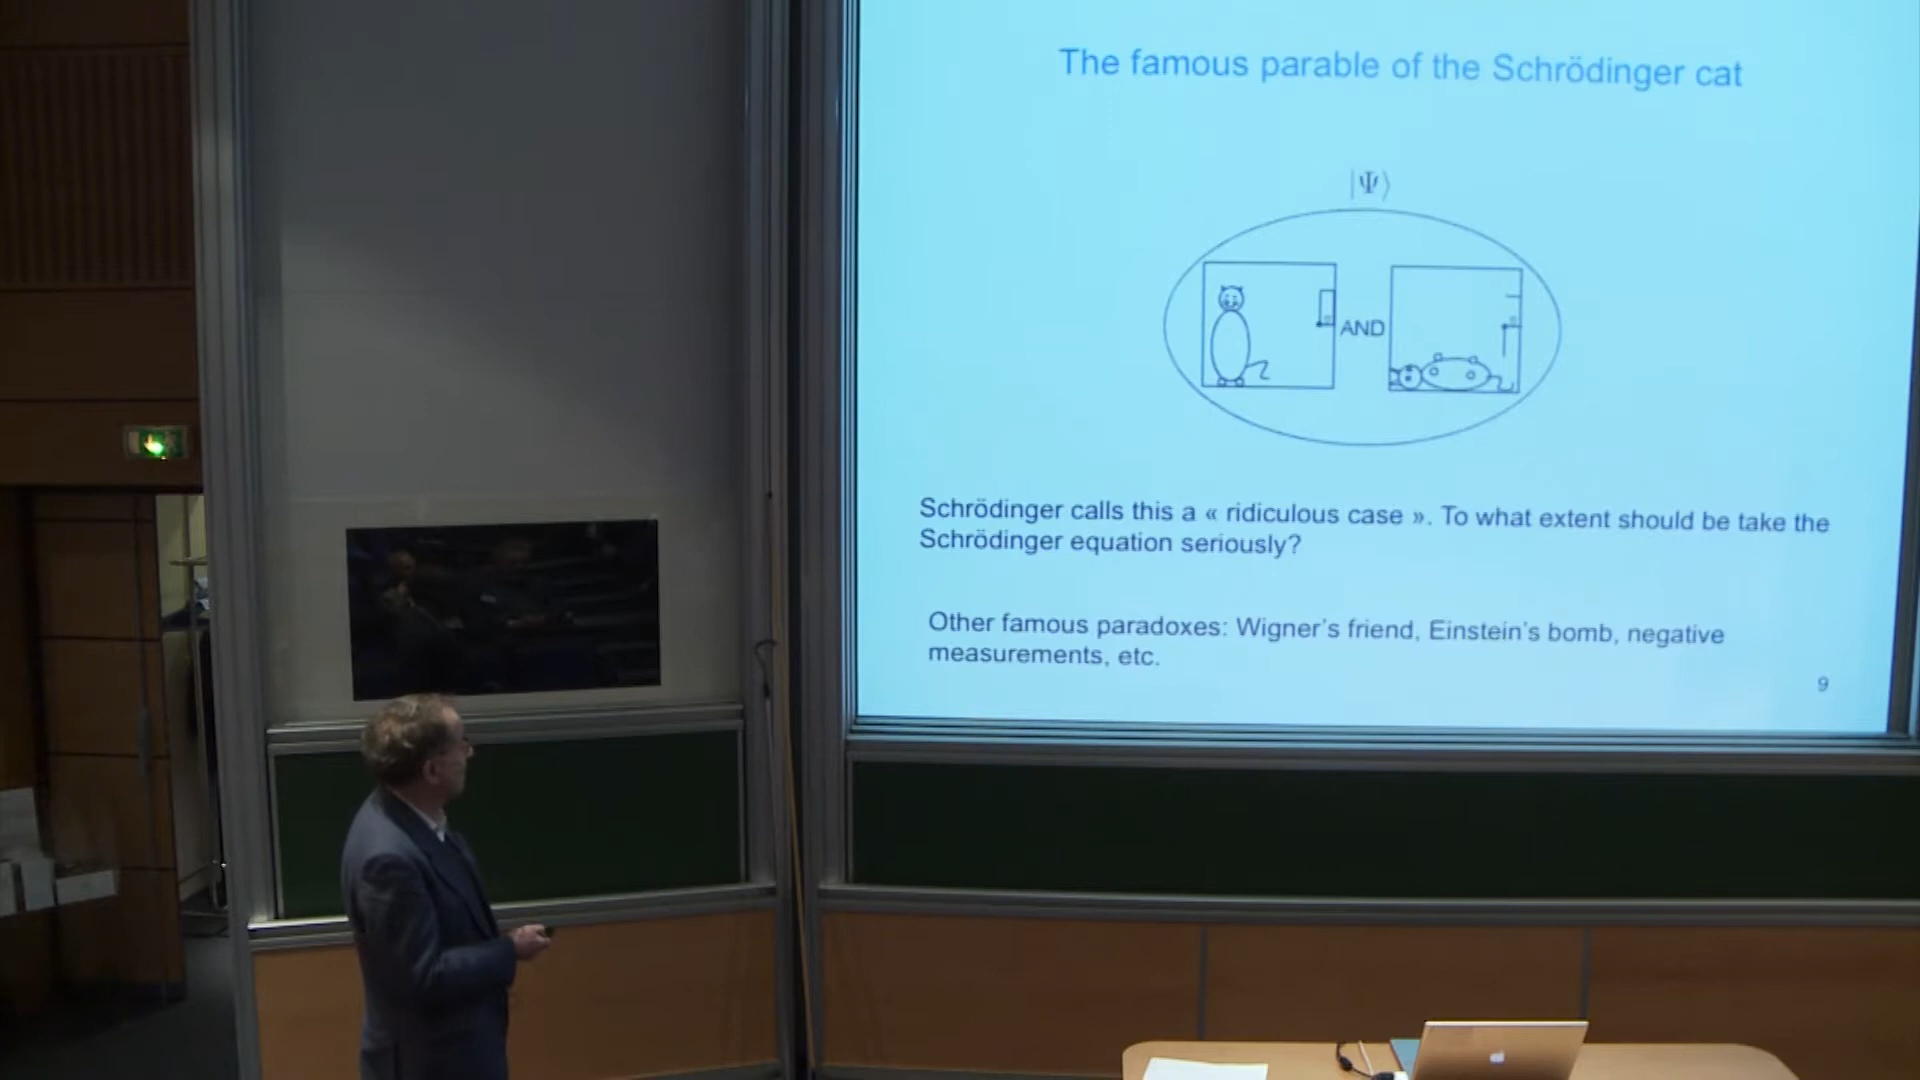 The famous parable of the Schrödinger cat
|Ψ⟩
AND
Schrödinger calls this a « ridiculous case ». To what extent should be take the
Schrödinger equation seriously?
Other famous paradoxes: Wigner's friend, Einstein's bomb, negative
measurements, etc.
9